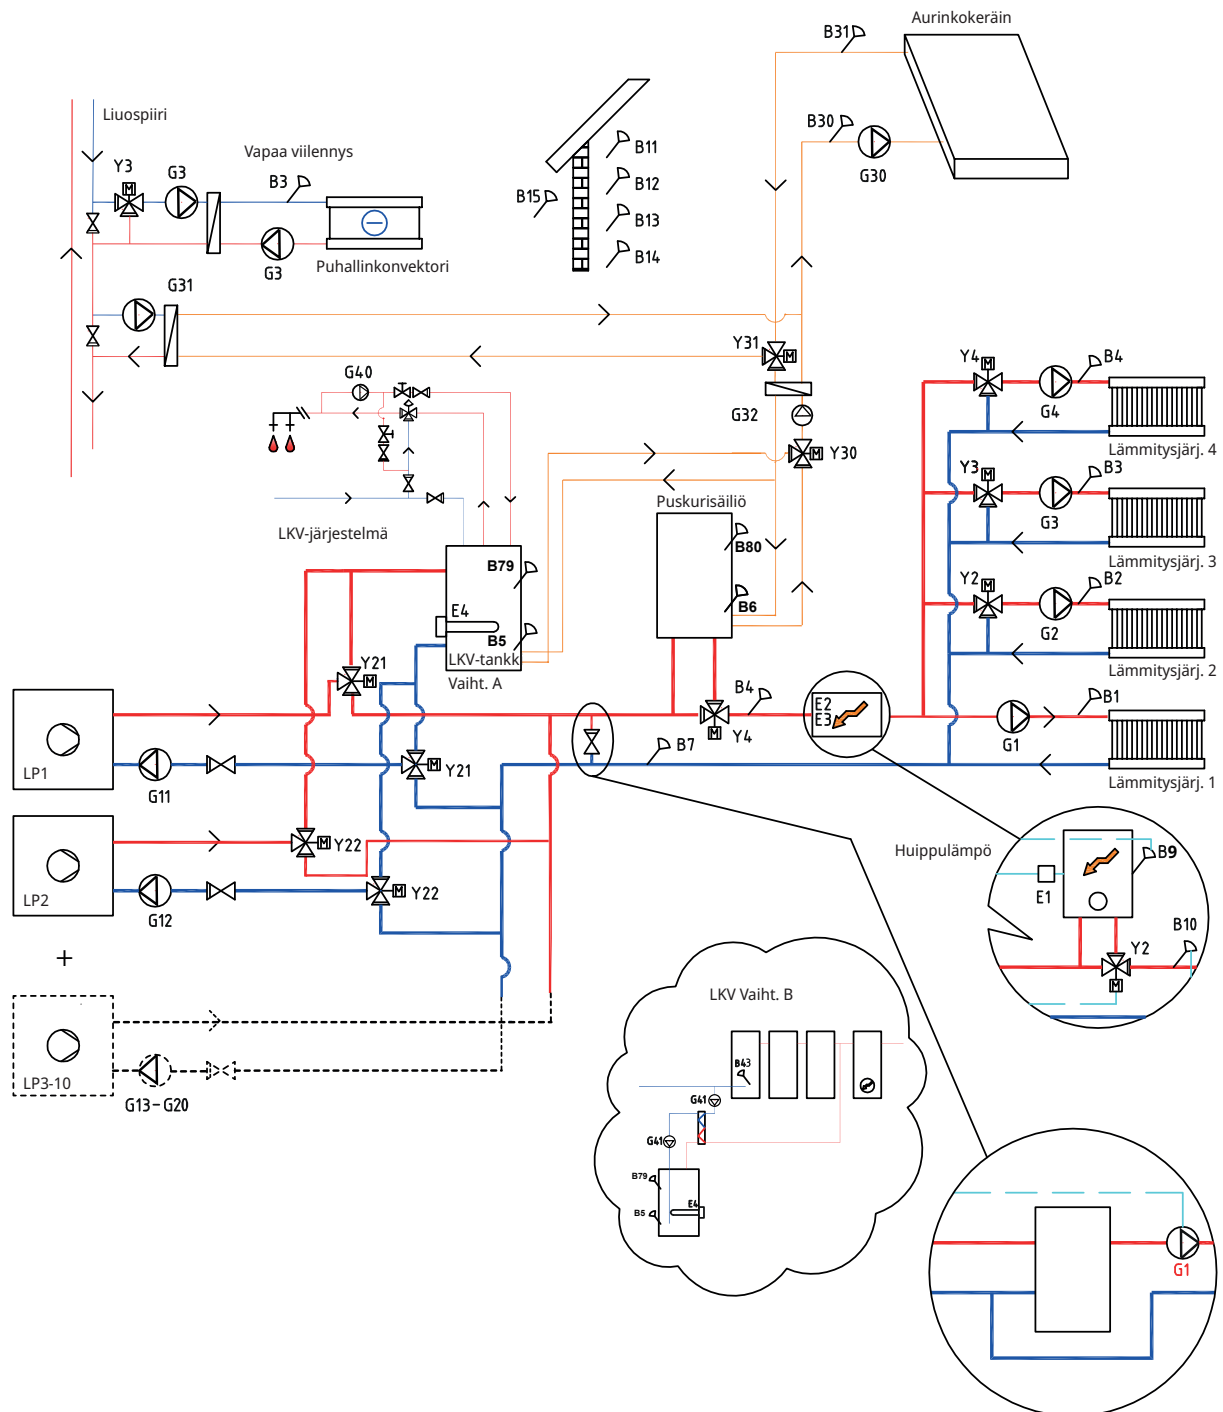 Aurinkokeräin
B31
B30
G30
Liuospiiri
Vapaa viilennys
Y3
G3
B3
G3
Puhallinkonvektori
B11
B12
B13
B14
B15
G31
Y31
M
G32
Y30
M
G40
LKV-järjestelmä
Puskurisäiliö
B80
B6
B79
E4
B5
LKV-tankk
Vaiht. A
Y4
M
B4
G4
Lämmitysjärj. 4
Y3
M
B3
G3
Lämmitysjärj. 3
Y2
M
B2
G2
Lämmitysjärj. 2
B1
G1
Lämmitysjärj. 1
Y21
M
B4
Y4
M
E2
E3
B7
LP1
G11
Y21
M
LP2
G12
Y22
M
Y22
M
+
LP3-10
G13-G20
Huippulämpö
B9
E1
B10
Y2
M
LKV Vaiht. B
B43
G41
G41
B79
B5
E4
G1
M